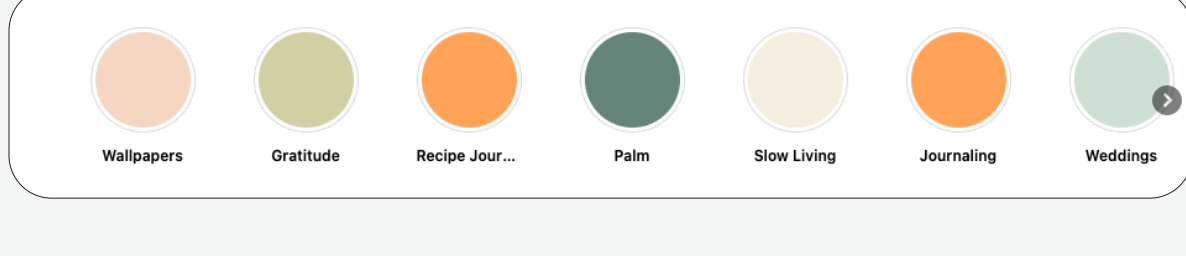 Wallpapers
Gratitude
Recipe Jour...
Palm
Slow Living
Journaling
Weddings